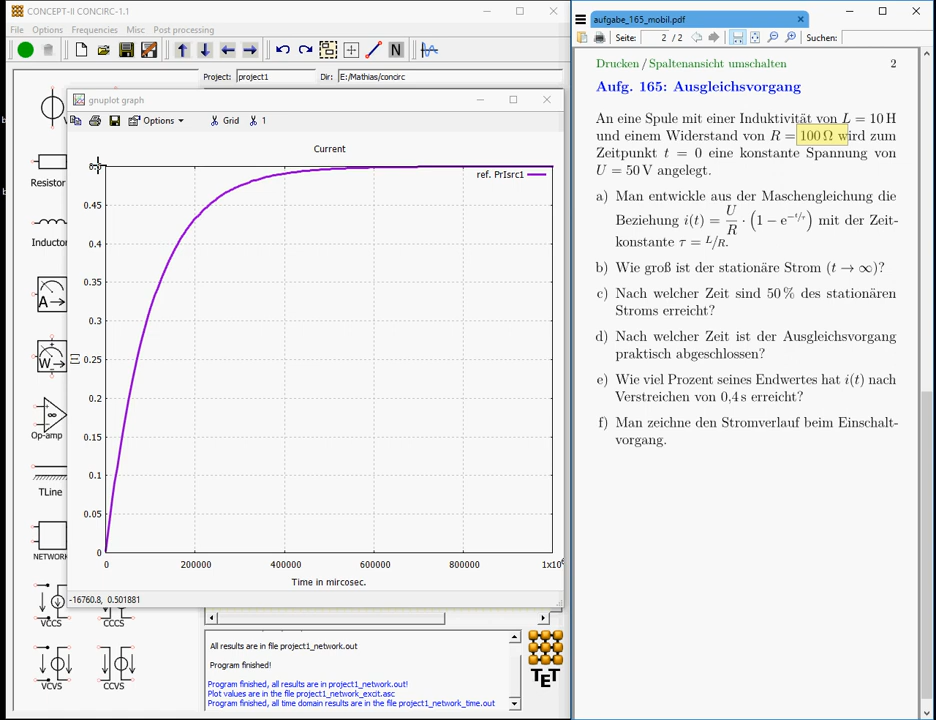 CONCEPT-II CONCIRC-1.1
File Options Frequencies Misc Post processing
N
Project: project1 Dir: E:/Mathias/concirc
gnuplot graph
Options Grid 1
Current
ref. PrIsrc1
0.45
0.4
0.35
0.3
0.25
0.2
0.15
0.1
0.05
0
0 200000 400000 600000 800000
Time in mircosec.
-16760.8, 0.501881
Resistor
A
W
Op-amp
TLine
VCCS CCCS
VCVS CCVS
All results are in file project1_network.out
Program finished!
Program finished, all results are in project1_network.out!
Plot values are in the file project1_network_excit.asc
Program finished, all time domain results are in the file project1_network_time.out
TET
aufgabe_165_mobil.pdf
Seite: 2 / 2 Suchen:
Drucken / Spaltenansicht umschalten 2
Aufg. 165: Ausgleichsvorgang
An eine Spule mit einer Induktivität von L = 10 H
und einem Widerstand von R = 100 Ω wird zum
Zeitpunkt t = 0 eine konstante Spannung von
U = 50 V angelegt.
a) Man entwickle aus der Maschengleichung die
Beziehung i(t) = U/R · (1 − e^(−t/τ)) mit der Zeit-
konstante τ = L/R.
b) Wie groß ist der stationäre Strom (t → ∞)?
c) Nach welcher Zeit sind 50 % des stationären
Stroms erreicht?
d) Nach welcher Zeit ist der Ausgleichsvorgang
praktisch abgeschlossen?
e) Wie viel Prozent seines Endwertes hat i(t) nach
Verstreichen von 0,4 s erreicht?
f) Man zeichne den Stromverlauf beim Einschalt-
vorgang.